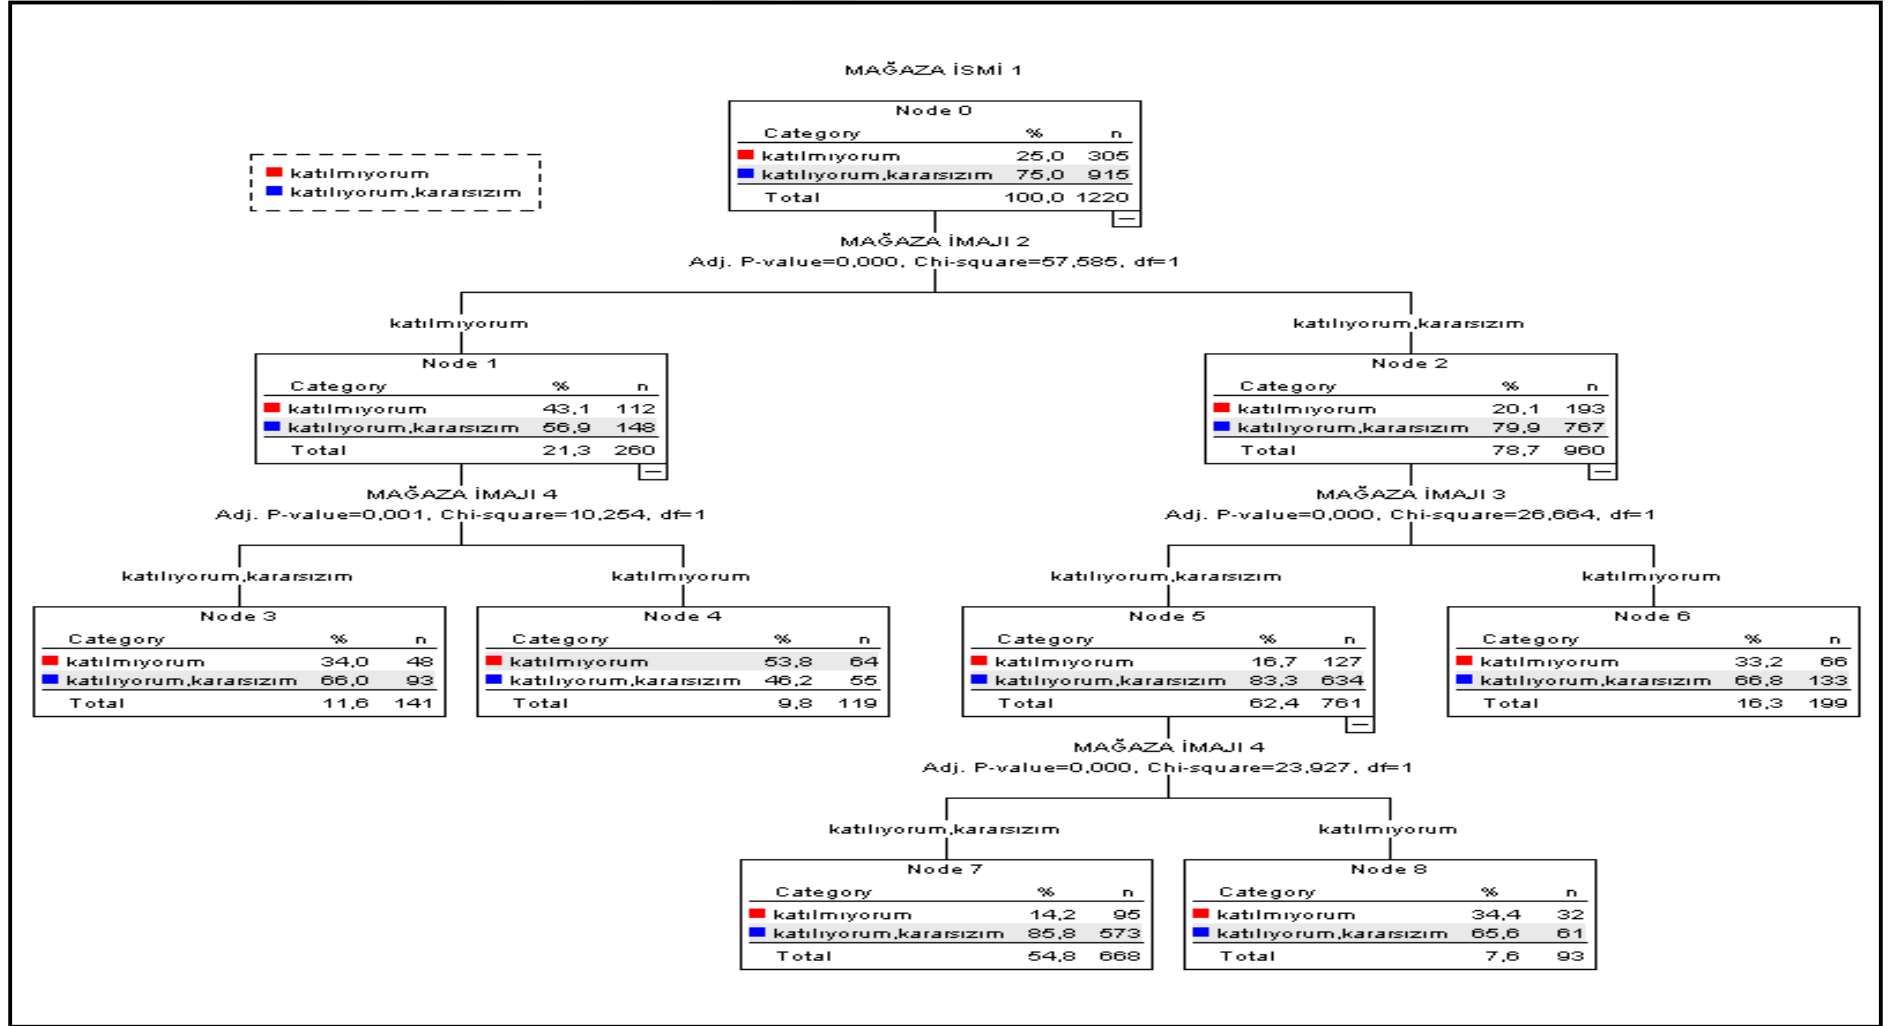 MAĞAZA İSMİ 1
Node 0
Category % n
katılmıyorum 25,0 305
katılıyorum,kararsızım 75,0 915
Total 100,0 1220
katılmıyorum
katılıyorum,kararsızım
MAĞAZA İMAJI 2
Adj. P-value=0,000, Chi-square=57,585, df=1
katılmıyorum
katılıyorum,kararsızım
Node 1
Category % n
katılmıyorum 43,1 112
katılıyorum,kararsızım 56,9 148
Total 21,3 260
Node 2
Category % n
katılmıyorum 20,1 193
katılıyorum,kararsızım 79,9 767
Total 78,7 960
MAĞAZA İMAJI 4
Adj. P-value=0,001, Chi-square=10,254, df=1
MAĞAZA İMAJI 3
Adj. P-value=0,000, Chi-square=26,664, df=1
katılıyorum,kararsızım
katılmıyorum
katılıyorum,kararsızım
katılmıyorum
Node 3
Category % n
katılmıyorum 34,0 48
katılıyorum,kararsızım 66,0 93
Total 11,6 141
Node 4
Category % n
katılmıyorum 53,8 64
katılıyorum,kararsızım 46,2 55
Total 9,8 119
Node 5
Category % n
katılmıyorum 16,7 127
katılıyorum,kararsızım 83,3 634
Total 62,4 761
Node 6
Category % n
katılmıyorum 33,2 66
katılıyorum,kararsızım 66,8 133
Total 16,3 199
MAĞAZA İMAJI 4
Adj. P-value=0,000, Chi-square=23,927, df=1
katılıyorum,kararsızım
katılmıyorum
Node 7
Category % n
katılmıyorum 14,2 95
katılıyorum,kararsızım 85,8 573
Total 54,8 668
Node 8
Category % n
katılmıyorum 34,4 32
katılıyorum,kararsızım 65,6 61
Total 7,6 93